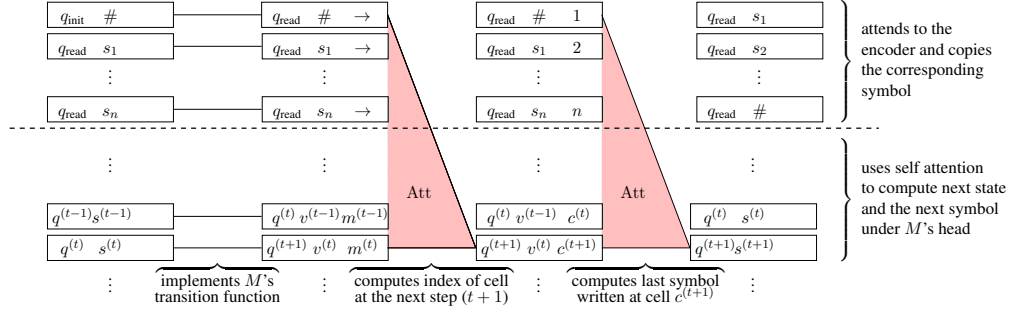 q_init # q_read # → q_read # 1 q_read s_1
q_read s_1 q_read s_1 → q_read s_1 2 q_read s_2
⋮ ⋮ ⋮ ⋮
q_read s_n q_read s_n → q_read s_n n q_read #
attends to the
encoder and copies
the corresponding
symbol
⋮ ⋮ ⋮ ⋮
Att Att
q^(t−1) s^(t−1) q^(t) v^(t−1) m^(t−1) q^(t) v^(t−1) c^(t) q^(t) s^(t)
q^(t) s^(t) q^(t+1) v^(t) m^(t) q^(t+1) v^(t) c^(t+1) q^(t+1) s^(t+1)
⋮ ⋮ ⋮ ⋮
uses self attention
to compute next state
and the next symbol
under M's head
implements M's
transition function
computes index of cell
at the next step (t + 1)
computes last symbol
written at cell c^(t+1)